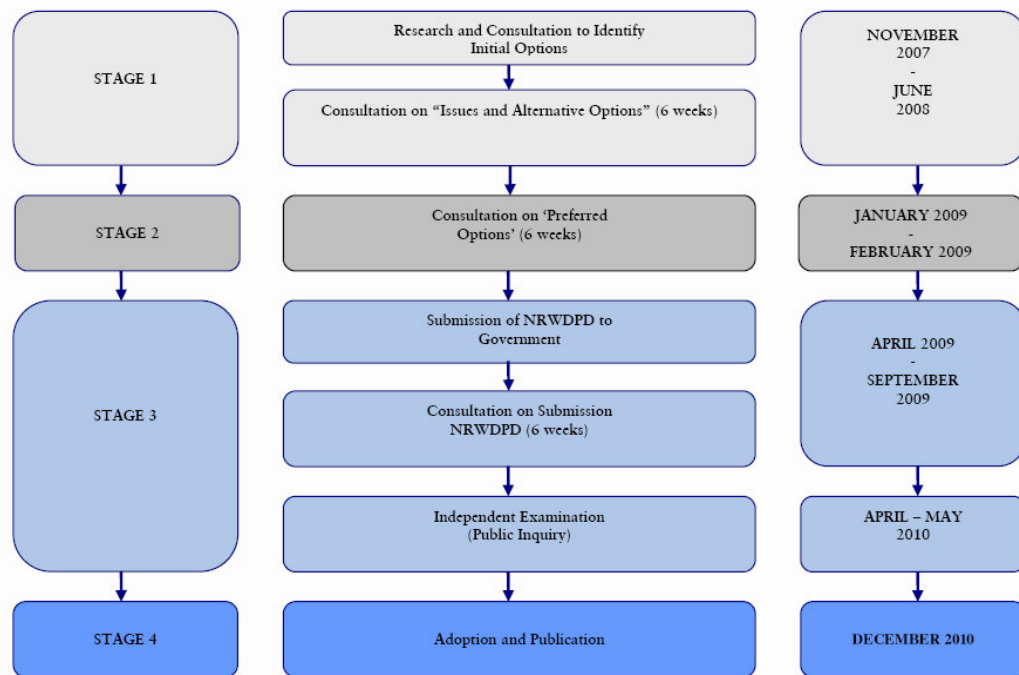 STAGE 1
Research and Consultation to Identify
Initial Options
Consultation on “Issues and Alternative Options” (6 weeks)
NOVEMBER
2007
-
JUNE
2008
STAGE 2
Consultation on ‘Preferred
Options’ (6 weeks)
JANUARY 2009
-
FEBRUARY 2009
STAGE 3
Submission of NRWDPD to
Government
Consultation on Submission
NRWDPD (6 weeks)
Independent Examination
(Public Inquiry)
APRIL 2009
-
SEPTEMBER
2009
APRIL – MAY
2010
STAGE 4
Adoption and Publication
DECEMBER 2010